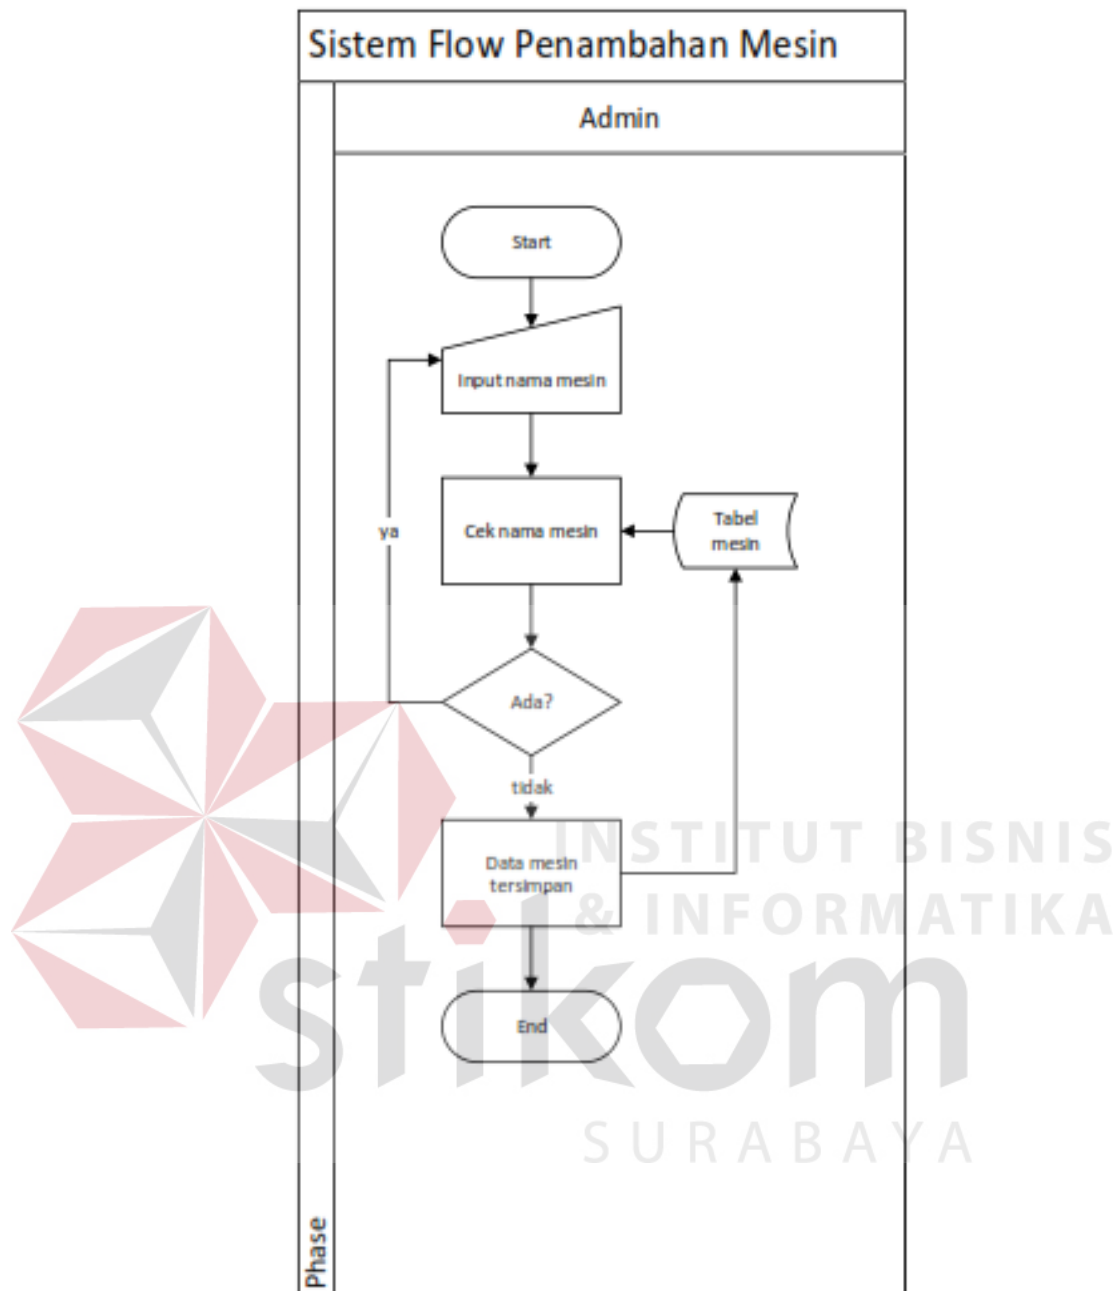 Sistem Flow Penambahan Mesin
Admin
Start
Input nama mesin
Cek nama mesin
Tabel
mesin
ya
Ada?
tidak
Data mesin
tersimpan
End
Phase
INSTITUT BISNIS
& INFORMATIKA
stikom
SURABAYA